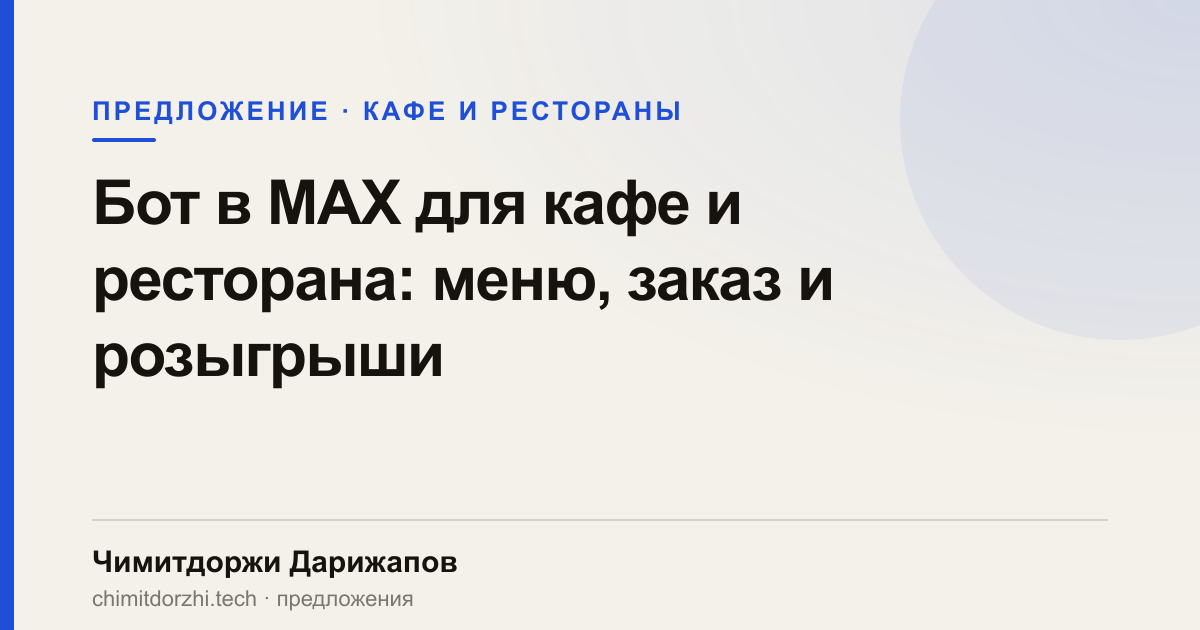 ПРЕДЛОЖЕНИЕ · КАФЕ И РЕСТОРАНЫ
Бот в MAX для кафе и
ресторана: меню, заказ и
розыгрыши
Чимитдоржи Дарижапов
chimitdorzhi.tech · предложения